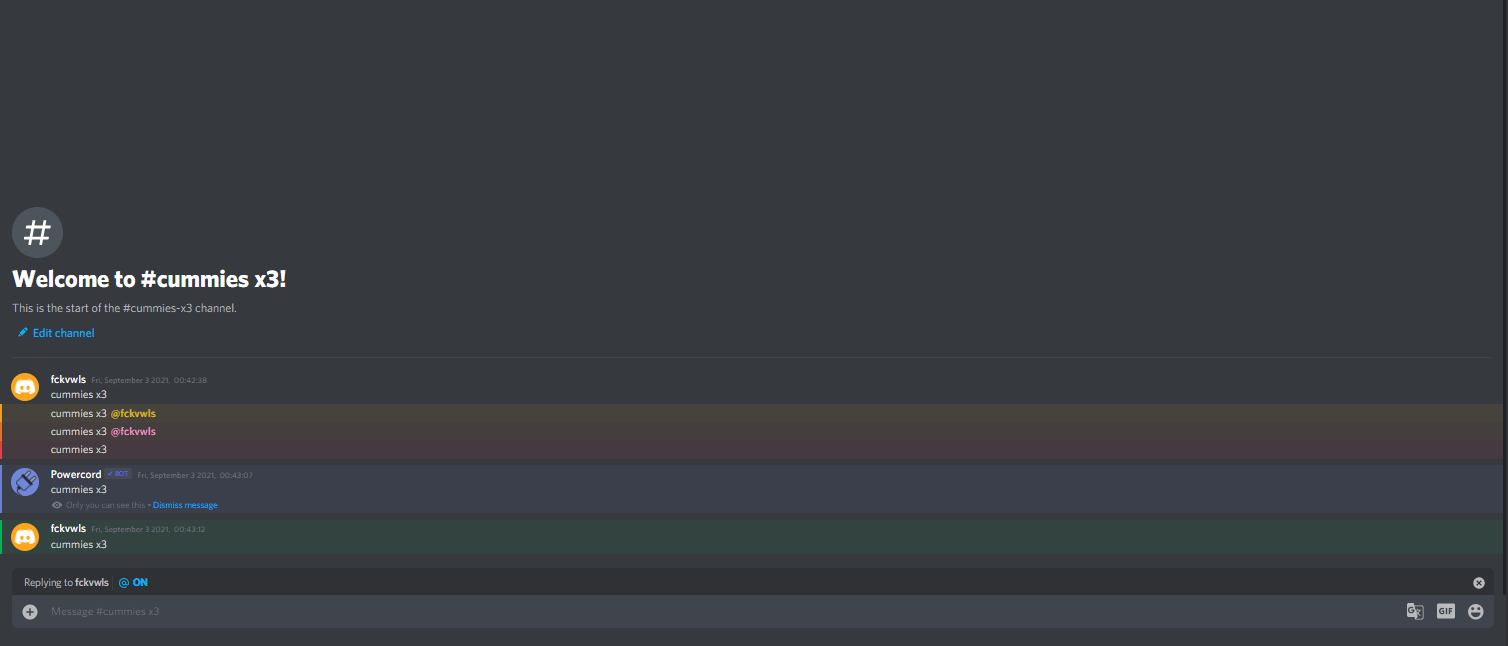 Welcome to #cummies x3!
This is the start of the #cummies-x3 channel.
Edit channel
fckvwls Fri, September 3 2021, 00:42:38
cummies x3
cummies x3 @fckvwls
cummies x3 @fckvwls
cummies x3
Powercord ✓ BOT Fri, September 3 2021, 00:43:07
cummies x3
Only you can see this • Dismiss message
fckvwls Fri, September 3 2021, 00:43:12
cummies x3
Replying to fckvwls @ ON
Message #cummies x3 GIF